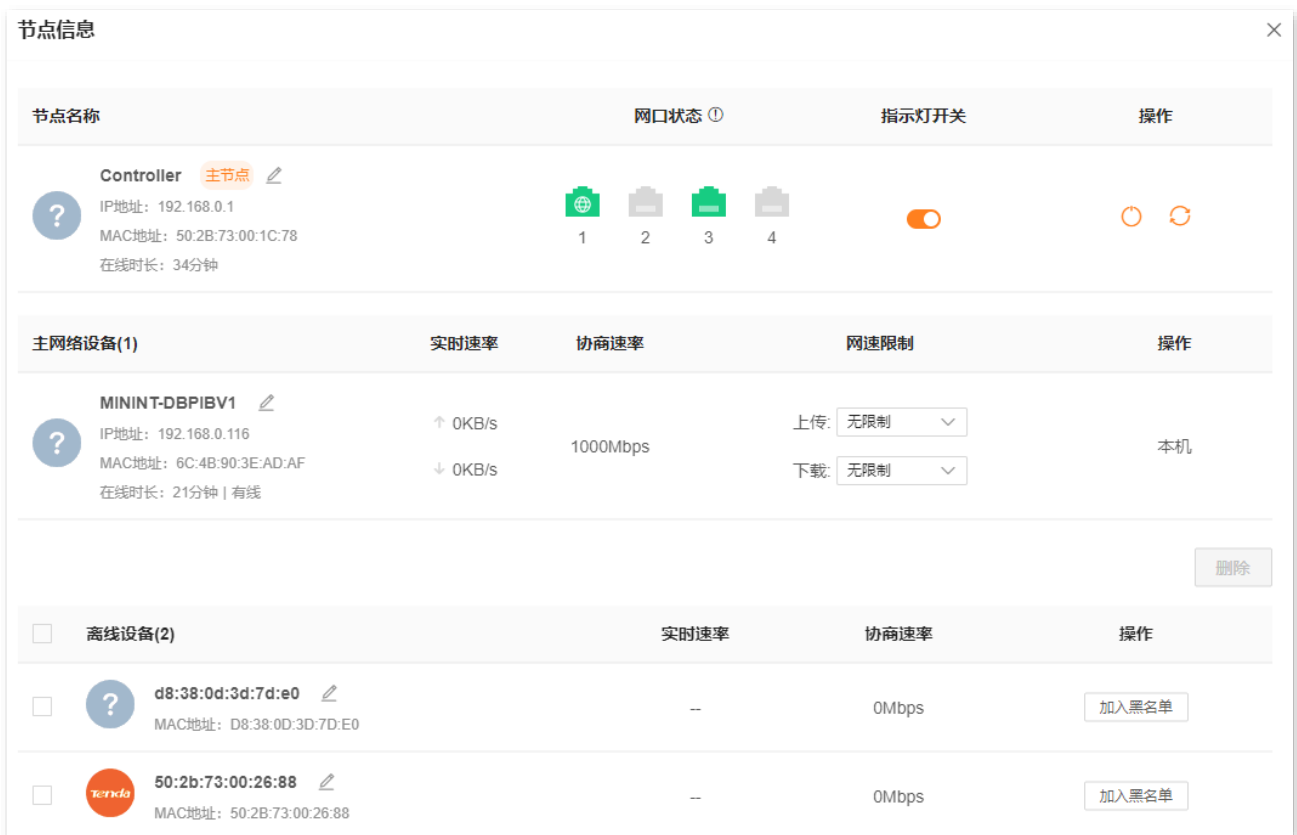 节点信息
节点名称 网口状态 指示灯开关 操作
Controller 主节点
IP地址：192.168.0.1
MAC地址：50:2B:73:00:1C:78
在线时长：34分钟
1 2 3 4
主网络设备(1) 实时速率 协商速率 网速限制 操作
MININT-DBPIBV1
IP地址：192.168.0.116
MAC地址：6C:4B:90:3E:AD:AF
在线时长：21分钟 | 有线
↑ 0KB/s
↓ 0KB/s
1000Mbps
上传: 无限制
下载: 无限制
本机
删除
离线设备(2) 实时速率 协商速率 操作
d8:38:0d:3d:7d:e0
MAC地址：D8:38:0D:3D:7D:E0
-- 0Mbps 加入黑名单
Tenda
50:2b:73:00:26:88
MAC地址：50:2B:73:00:26:88
-- 0Mbps 加入黑名单